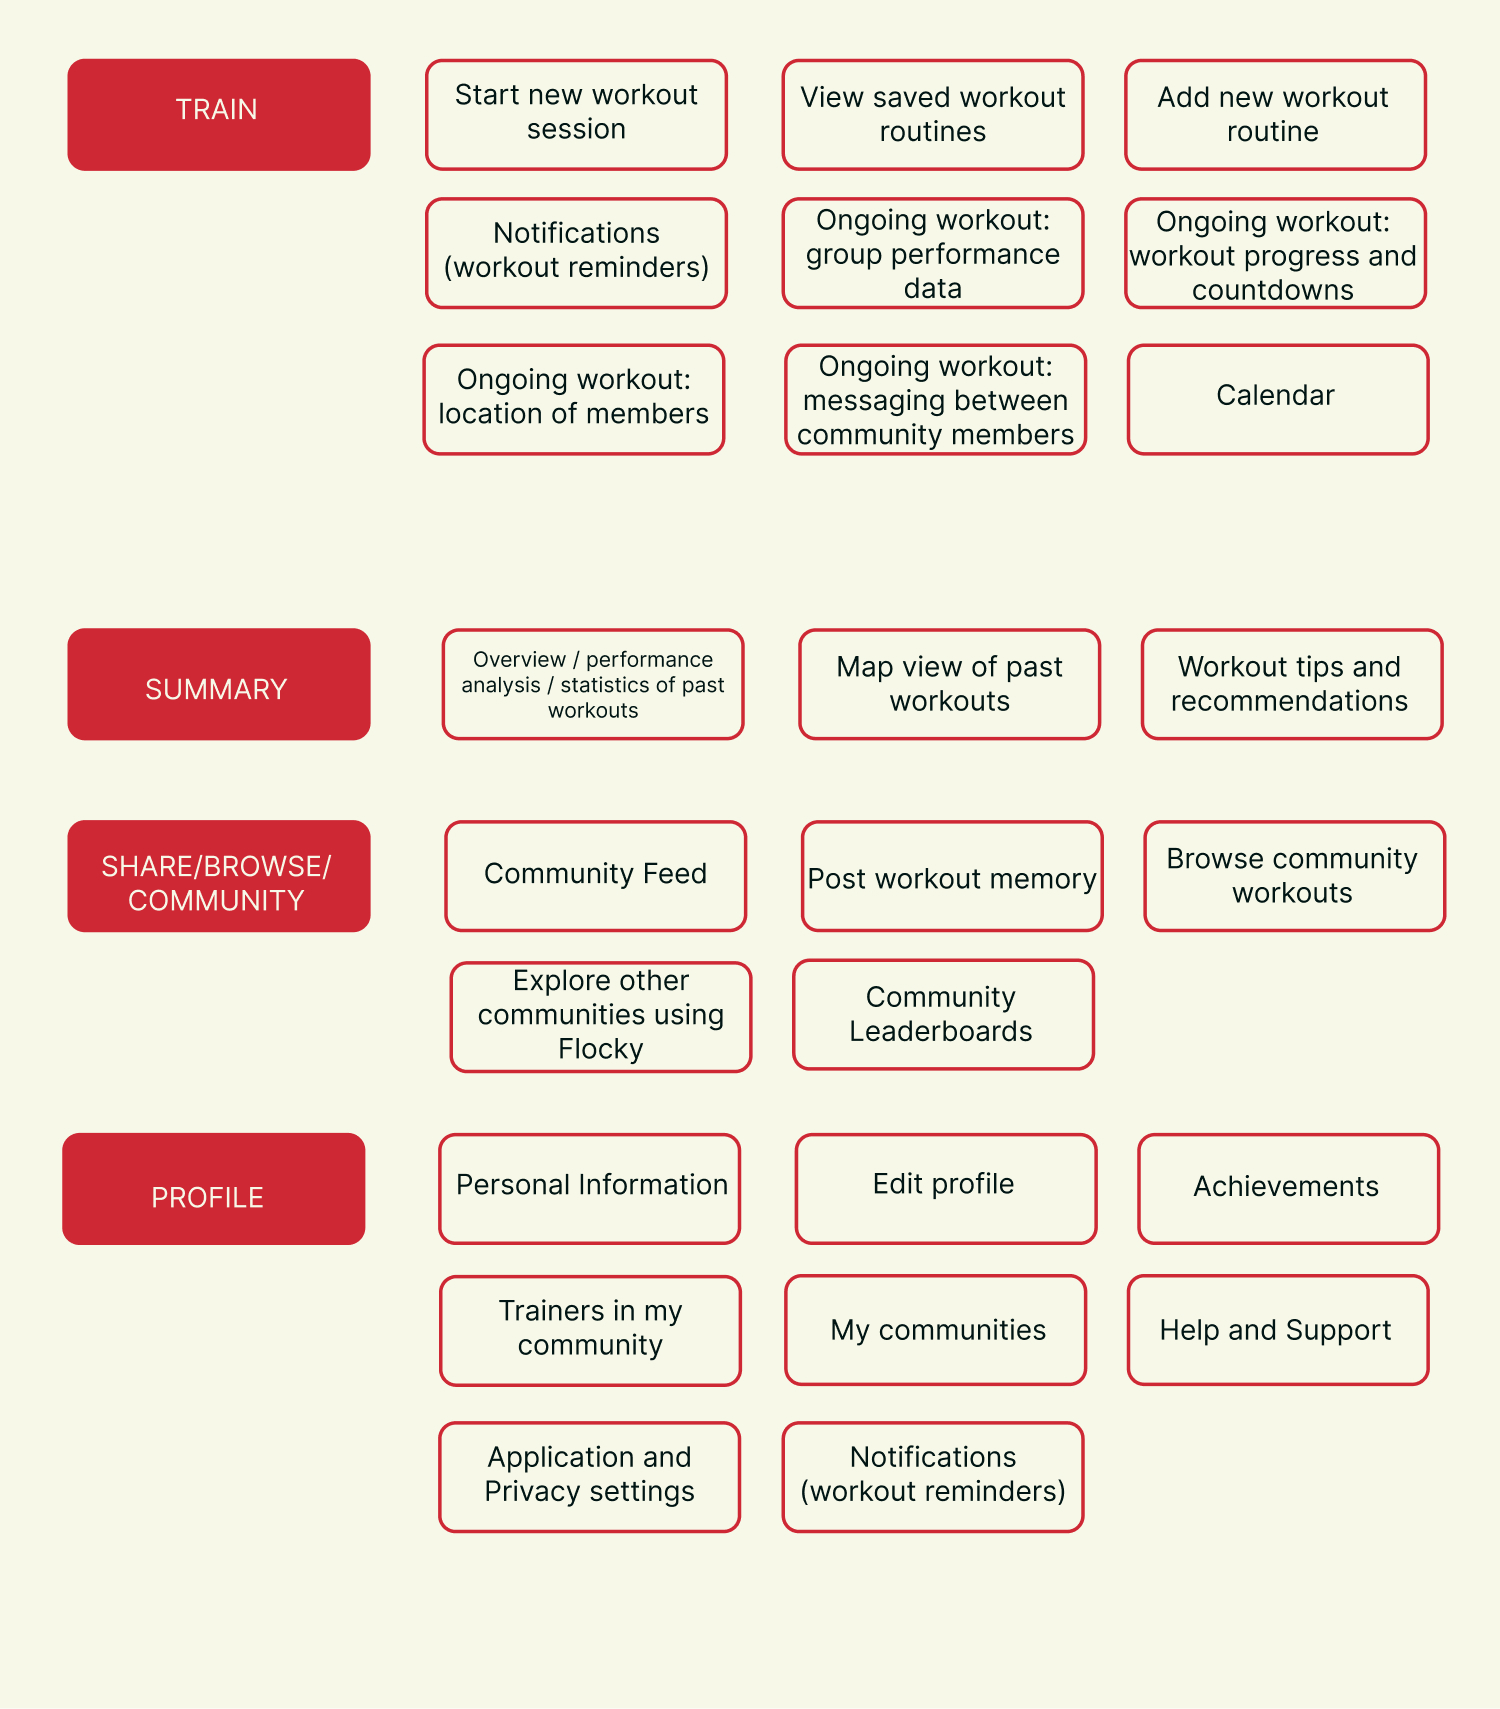 TRAIN
Start new workout
session
View saved workout
routines
Add new workout
routine
Notifications
(workout reminders)
Ongoing workout:
group performance
data
Ongoing workout:
workout progress and
countdowns
Ongoing workout:
location of members
Ongoing workout:
messaging between
community members
Calendar
SUMMARY
Overview / performance
analysis / statistics of past
workouts
Map view of past
workouts
Workout tips and
recommendations
SHARE/BROWSE/
COMMUNITY
Community Feed
Post workout memory
Browse community
workouts
Explore other
communities using
Flocky
Community
Leaderboards
PROFILE
Personal Information
Edit profile
Achievements
Trainers in my
community
My communities
Help and Support
Application and
Privacy settings
Notifications
(workout reminders)